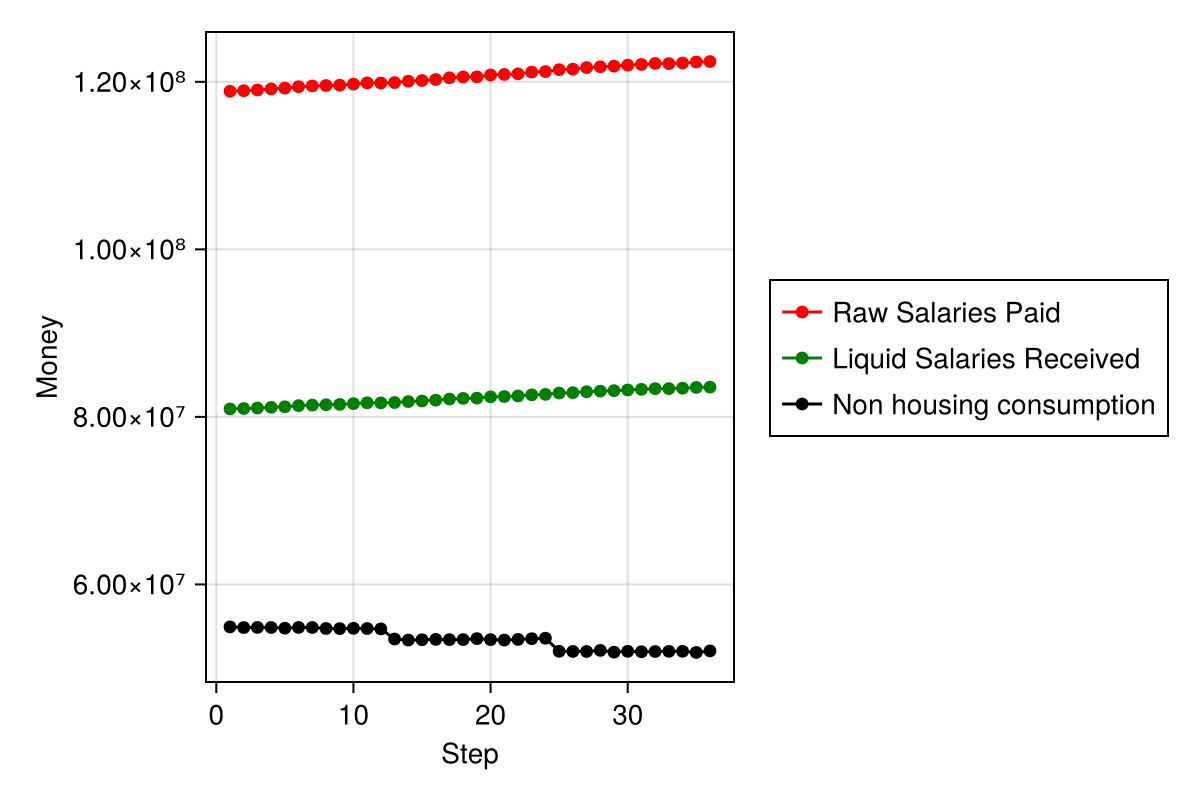 1.20×10⁸
1.00×10⁸
8.00×10⁷
6.00×10⁷
Money
0 10 20 30
Step
Raw Salaries Paid
Liquid Salaries Received
Non housing consumption